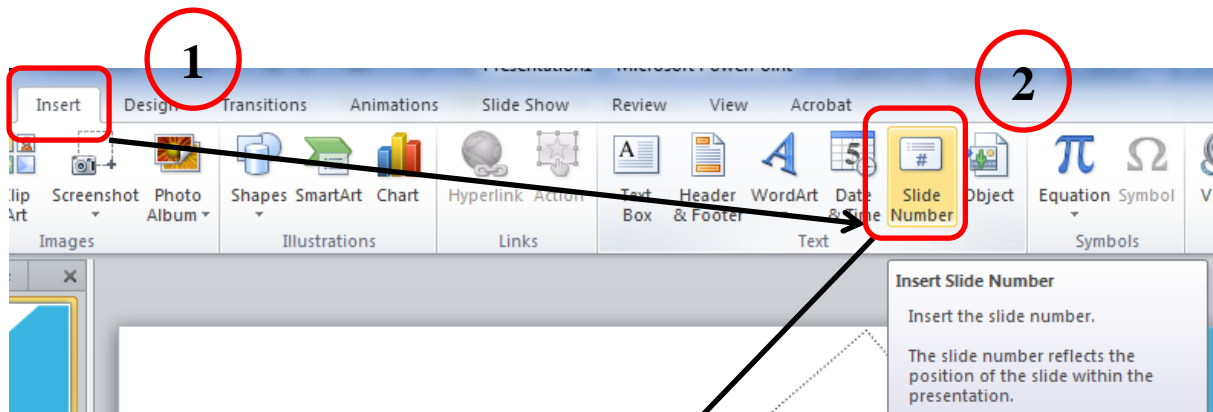 1
2
Insert Design Transitions Animations Slide Show Review View Acrobat
Screenshot Photo Album Shapes SmartArt Chart Hyperlink Action Text Box Header & Footer WordArt Date & Time Slide Number Object Equation Symbol
Images Illustrations Links Text Symbols
Insert Slide Number
Insert the slide number.
The slide number reflects the
position of the slide within the
presentation.